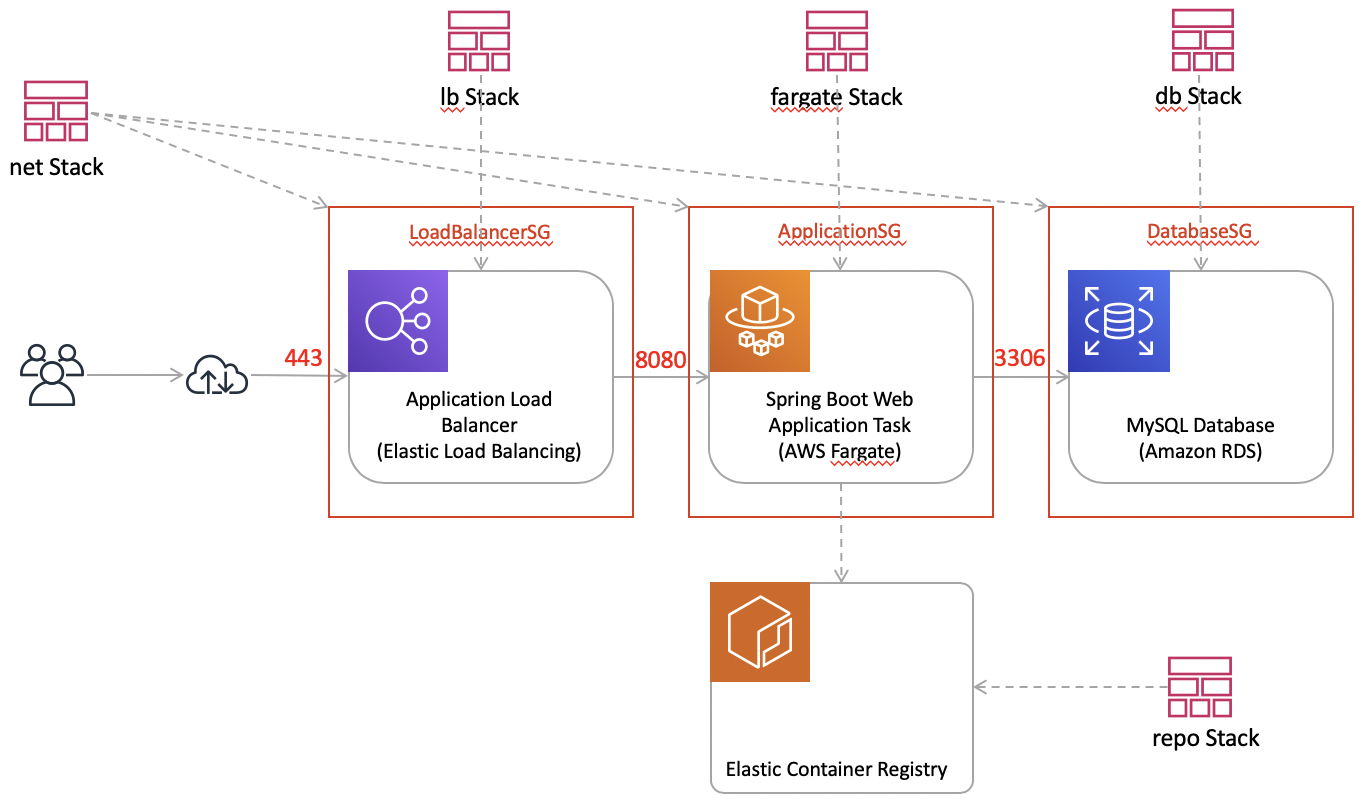 lb Stack
fargate Stack
db Stack
net Stack
LoadBalancerSG
ApplicationSG
DatabaseSG
443
8080
3306
Application Load
Balancer
(Elastic Load Balancing)
Spring Boot Web
Application Task
(AWS Fargate)
MySQL Database
(Amazon RDS)
Elastic Container Registry
repo Stack